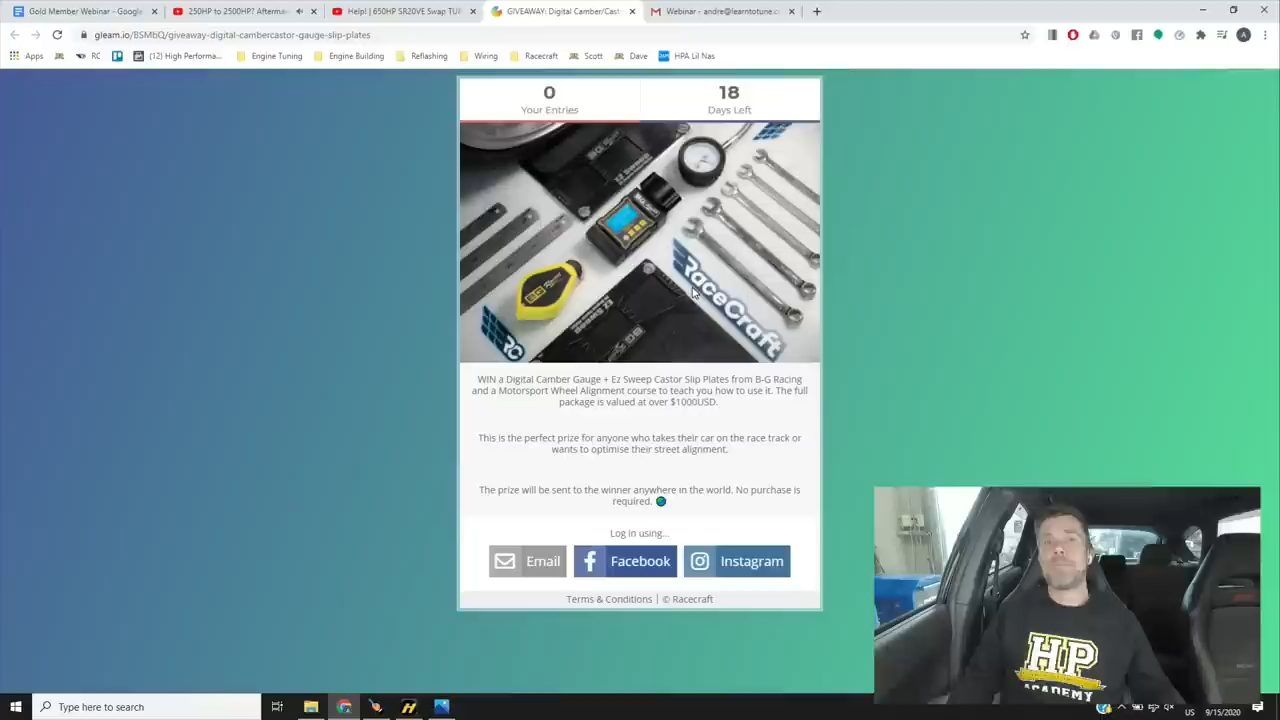 Gold Member Webinar - Google
250HP to 2500HP? Afterma
Help! | 650HP SR20VE Swap TU
GIVEAWAY: Digital Camber/Cast
Webinar - andre@learntotune.c
gleam.io/BSMbQ/giveaway-digital-cambercastor-gauge-slip-plates
A
Apps
RC
(12) High Performa...
Engine Tuning
Engine Building
Reflashing
Wiring
Racecraft
Scott
Dave
HPA Lil Nas
0
18
Your Entries
Days Left
RaceCraft
BG
RC
WIN a Digital Camber Gauge + Ez Sweep Castor Slip Plates from B-G Racing
and a Motorsport Wheel Alignment course to teach you how to use it. The full
package is valued at over $1000USD.
This is the perfect prize for anyone who takes their car on the race track or
wants to optimise their street alignment.
The prize will be sent to the winner anywhere in the world. No purchase is
required.
Log in using...
Email
Facebook
Instagram
Terms & Conditions | © Racecraft
HP
ACADEMY
Type here to search
US
9/15/2020